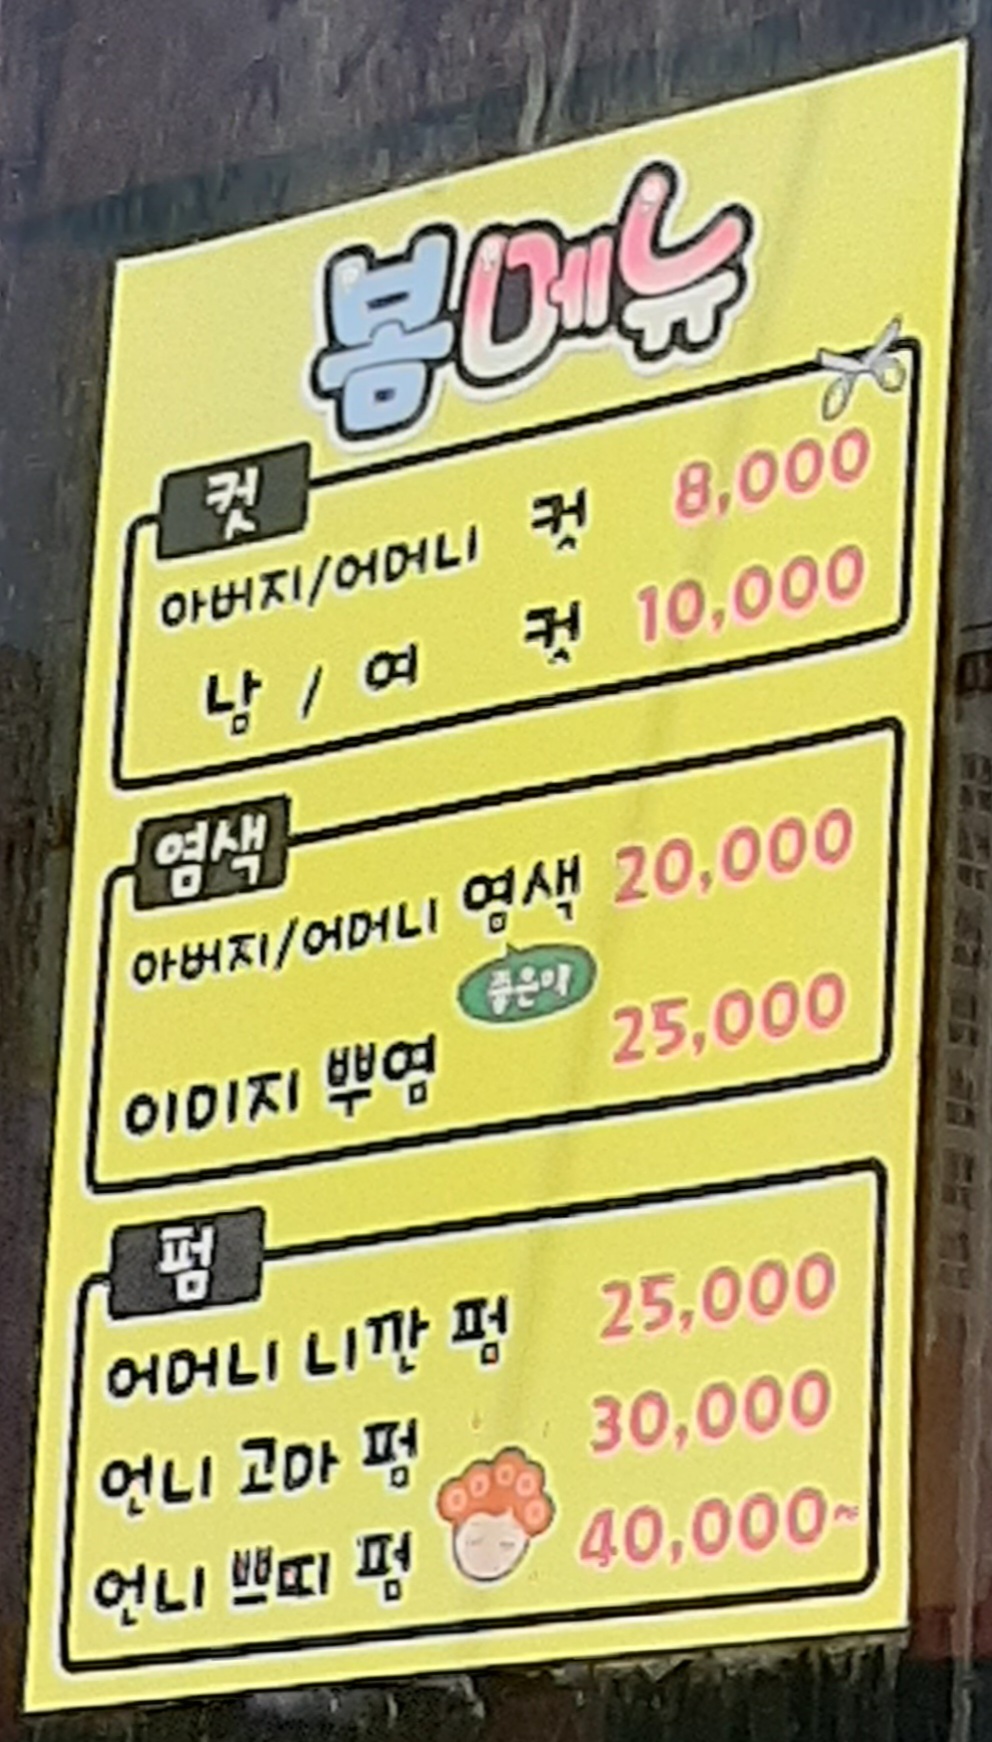 봄메뉴
컷
아버지/어머니 컷 8,000
남 / 여 컷 10,000
염색
아버지/어머니 염색 20,000
좋은약
이미지 뿌염 25,000
펌
어머니 니깐 펌 25,000
언니 고마 펌 30,000
언니 쁘띠 펌 40,000~